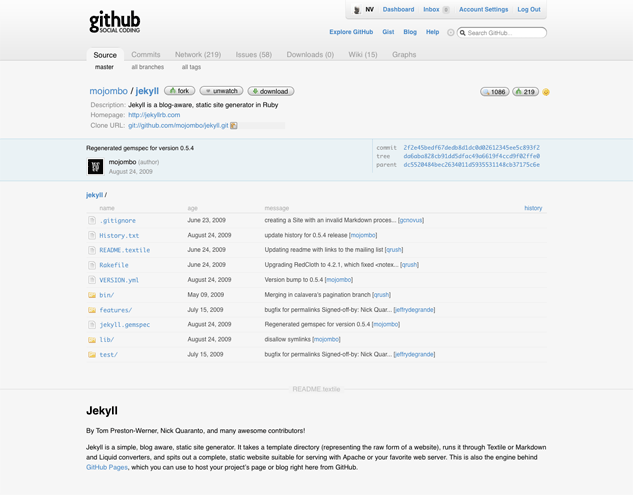 github
SOCIAL CODING
NV Dashboard Inbox 0 Account Settings Log Out
Explore GitHub Gist Blog Help Search GitHub...
Source Commits Network (219) Issues (58) Downloads (0) Wiki (15) Graphs
master all branches all tags
mojombo / jekyll fork unwatch download 1086 219
Description: Jekyll is a blog-aware, static site generator in Ruby
Homepage: http://jekyllrb.com
Clone URL: git://github.com/mojombo/jekyll.git
Regenerated gemspec for version 0.5.4
mojombo (author)
August 24, 2009
commit 2f2e45bedf67dedb8d1dc0d02612345ee5c893f2
tree da6aba828cb91dd5dfac49a6619f4ccd9f02ffe0
parent dc5520484bec2634011d5935531148cb37175c6e
jekyll /
name age message history
.gitignore June 23, 2009 creating a Site with an invalid Markdown proces... [gcnovus]
History.txt August 24, 2009 update history for 0.5.4 release [mojombo]
README.textile June 24, 2009 Updating readme with links to the mailing list [qrush]
Rakefile June 24, 2009 Upgrading RedCloth to 4.2.1, which fixed <notex... [qrush]
VERSION.yml August 24, 2009 Version bump to 0.5.4 [mojombo]
bin/ May 09, 2009 Merging in calavera's pagination branch [qrush]
features/ July 15, 2009 bugfix for permalinks Signed-off-by: Nick Quar... [jeffrydegrande]
jekyll.gemspec August 24, 2009 Regenerated gemspec for version 0.5.4 [mojombo]
lib/ August 24, 2009 disallow symlinks [mojombo]
test/ July 15, 2009 bugfix for permalinks Signed-off-by: Nick Quar... [jeffrydegrande]
README.textile
Jekyll
By Tom Preston-Werner, Nick Quaranto, and many awesome contributors!
Jekyll is a simple, blog aware, static site generator. It takes a template directory (representing the raw form of a website), runs it through Textile or Markdown
and Liquid converters, and spits out a complete, static website suitable for serving with Apache or your favorite web server. This is also the engine behind
GitHub Pages, which you can use to host your project's page or blog right here from GitHub.